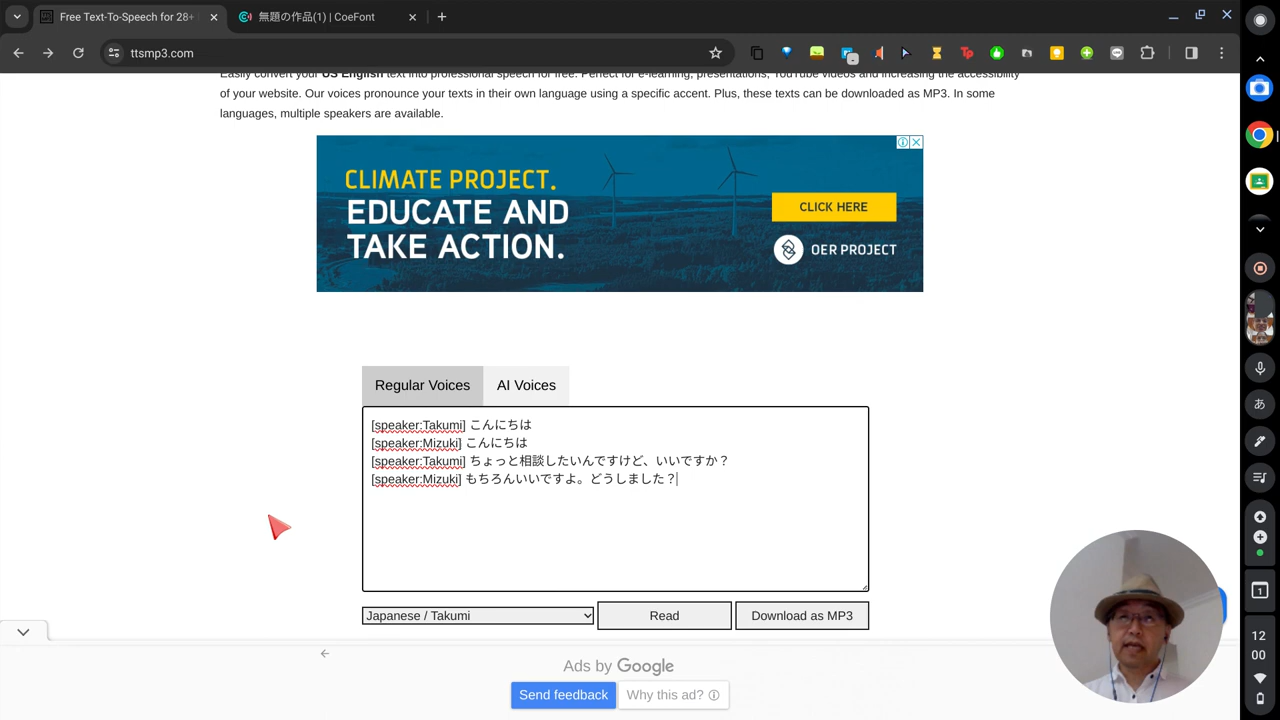 Free Text-To-Speech for 28+
無題の作品(1) | CoeFont
ttsmp3.com
Easily convert your US English text into professional speech for free. Perfect for e-learning, presentations, YouTube videos and increasing the accessibility
of your website. Our voices pronounce your texts in their own language using a specific accent. Plus, these texts can be downloaded as MP3. In some
languages, multiple speakers are available.
CLIMATE PROJECT.
EDUCATE AND
TAKE ACTION.
CLICK HERE
OER PROJECT
Regular Voices
AI Voices
[speaker:Takumi] こんにちは
[speaker:Mizuki] こんにちは
[speaker:Takumi] ちょっと相談したいんですけど、いいですか？
[speaker:Mizuki] もちろんいいですよ。どうしました？
Japanese / Takumi
Read
Download as MP3
Ads by Google
Send feedback
Why this ad?
あ
1
12
00